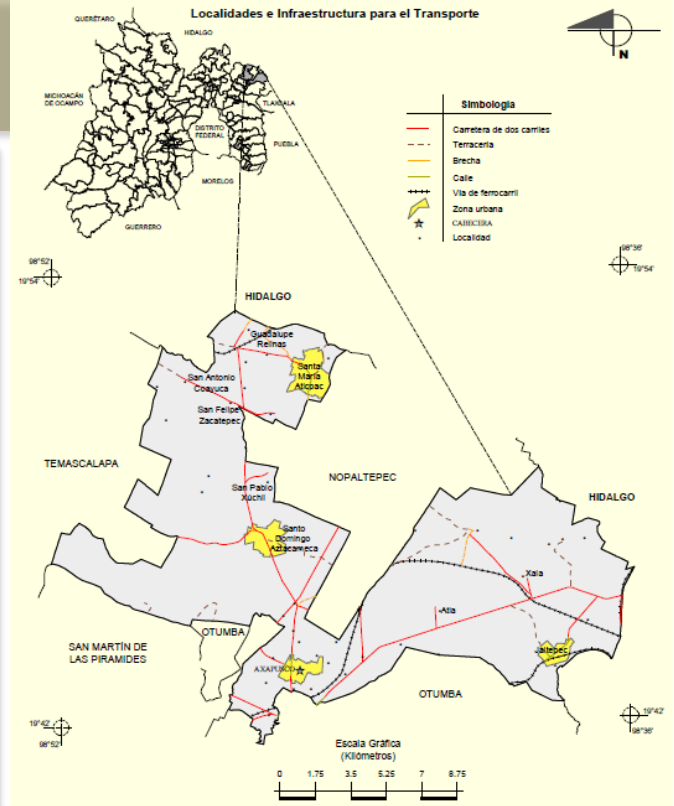 Localidades e Infraestructura para el Transporte
QUERÉTARO
HIDALGO
MICHOACÁN
DE OCAMPO
DISTRITO
FEDERAL
TLAXCALA
PUEBLA
MORELOS
GUERRERO
N
Simbología
Carretera de dos carriles
Terracería
Brecha
Calle
Vía de ferrocarril
Zona urbana
CABECERA
Localidad
98°52'
19°54'
98°36'
19°54'
HIDALGO
Guadalupe
Relinas
Santa
María
Aticpac
San Antonio
Coayuca
San Felipe
Zacatepec
TEMASCALAPA
NOPALTEPEC
San Pablo
Xúchil
HIDALGO
Santo
Domingo
Aztacameca
Xala
Atla
OTUMBA
SAN MARTÍN DE
LAS PIRAMIDES
Jaltepec
AXAPUSCO
OTUMBA
19°42'
98°52'
19°42'
98°36'
Escala Gráfica
(Kilómetros)
0 1.75 3.5 5.25 7 8.75